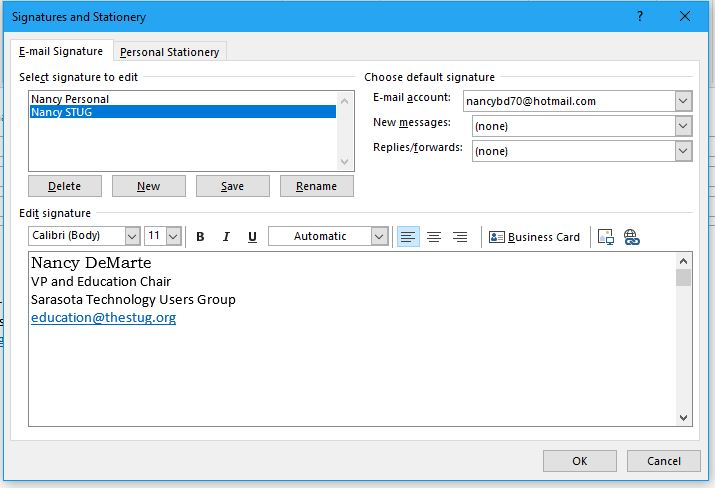 Signatures and Stationery
E-mail Signature
Personal Stationery
Select signature to edit
Nancy Personal
Nancy STUG
Delete
New
Save
Rename
Choose default signature
E-mail account:
nancybd70@hotmail.com
New messages:
(none)
Replies/forwards:
(none)
Edit signature
Calibri (Body)
11
B
I
U
Automatic
Business Card
Nancy DeMarte
VP and Education Chair
Sarasota Technology Users Group
education@thestug.org
OK
Cancel